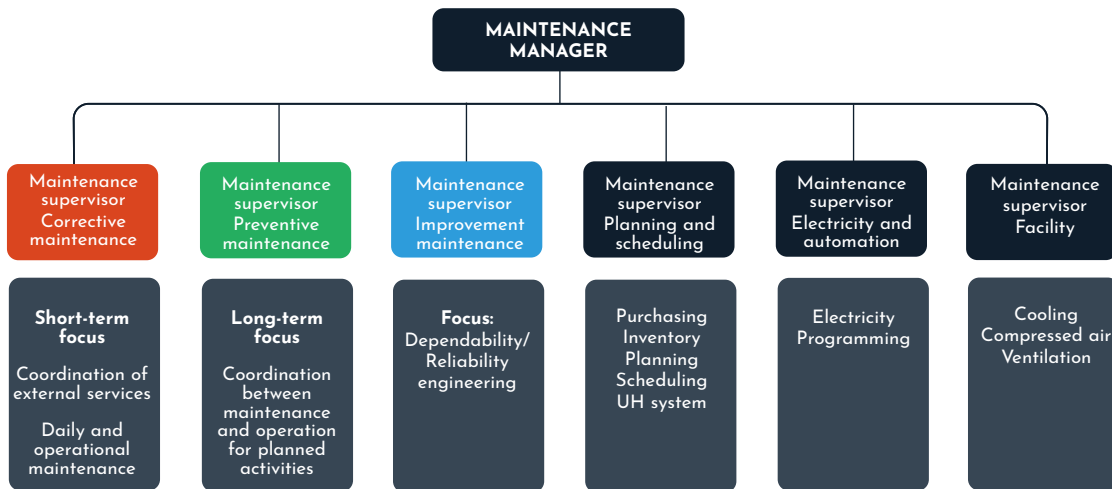 MAINTENANCE
MANAGER
Maintenance
supervisor
Corrective
maintenance
Maintenance
supervisor
Preventive
maintenance
Maintenance
supervisor
Improvement
maintenance
Maintenance
supervisor
Planning and
scheduling
Maintenance
supervisor
Electricity and
automation
Maintenance
supervisor
Facility
Short-term
focus
Coordination of
external services
Daily and
operational
maintenance
Long-term
focus
Coordination
between
maintenance
and operation
for planned
activities
Focus:
Dependability/
Reliability
engineering
Purchasing
Inventory
Planning
Scheduling
UH system
Electricity
Programming
Cooling
Compressed air
Ventilation